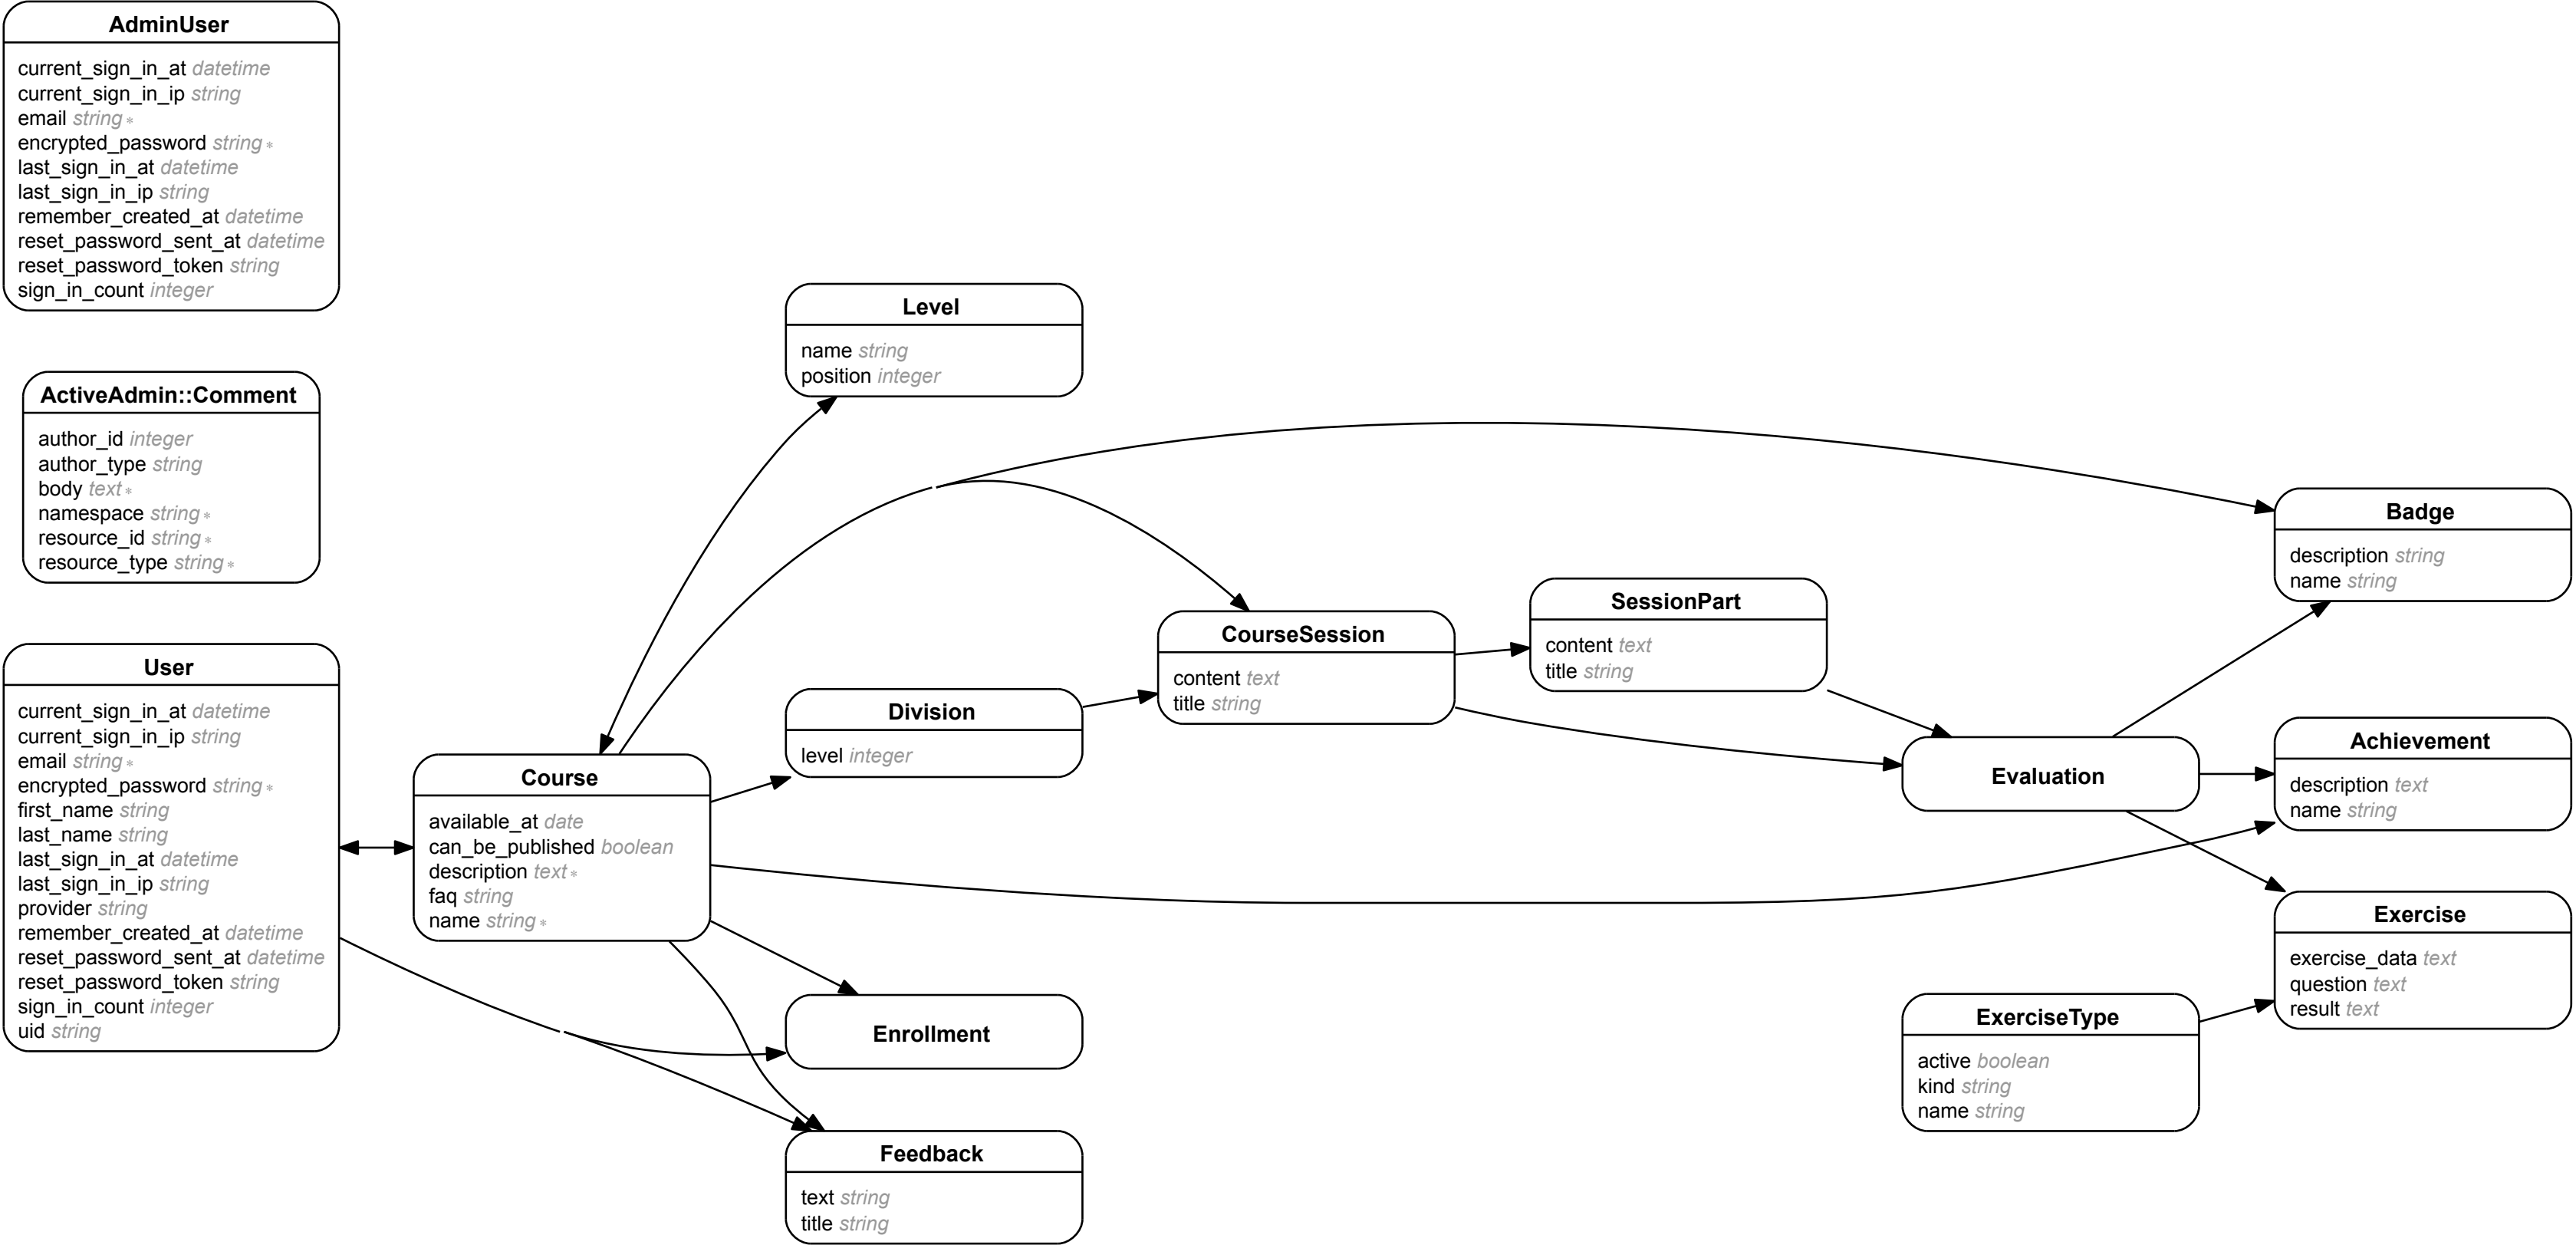 AdminUser
current_sign_in_at datetime
current_sign_in_ip string
email string *
encrypted_password string *
last_sign_in_at datetime
last_sign_in_ip string
remember_created_at datetime
reset_password_sent_at datetime
reset_password_token string
sign_in_count integer
ActiveAdmin::Comment
author_id integer
author_type string
body text *
namespace string *
resource_id string *
resource_type string *
User
current_sign_in_at datetime
current_sign_in_ip string
email string *
encrypted_password string *
first_name string
last_name string
last_sign_in_at datetime
last_sign_in_ip string
provider string
remember_created_at datetime
reset_password_sent_at datetime
reset_password_token string
sign_in_count integer
uid string
Course
available_at date
can_be_published boolean
description text *
faq string
name string *
Level
name string
position integer
Division
level integer
Enrollment
Feedback
text string
title string
CourseSession
content text
title string
SessionPart
content text
title string
Evaluation
ExerciseType
active boolean
kind string
name string
Badge
description string
name string
Achievement
description text
name string
Exercise
exercise_data text
question text
result text